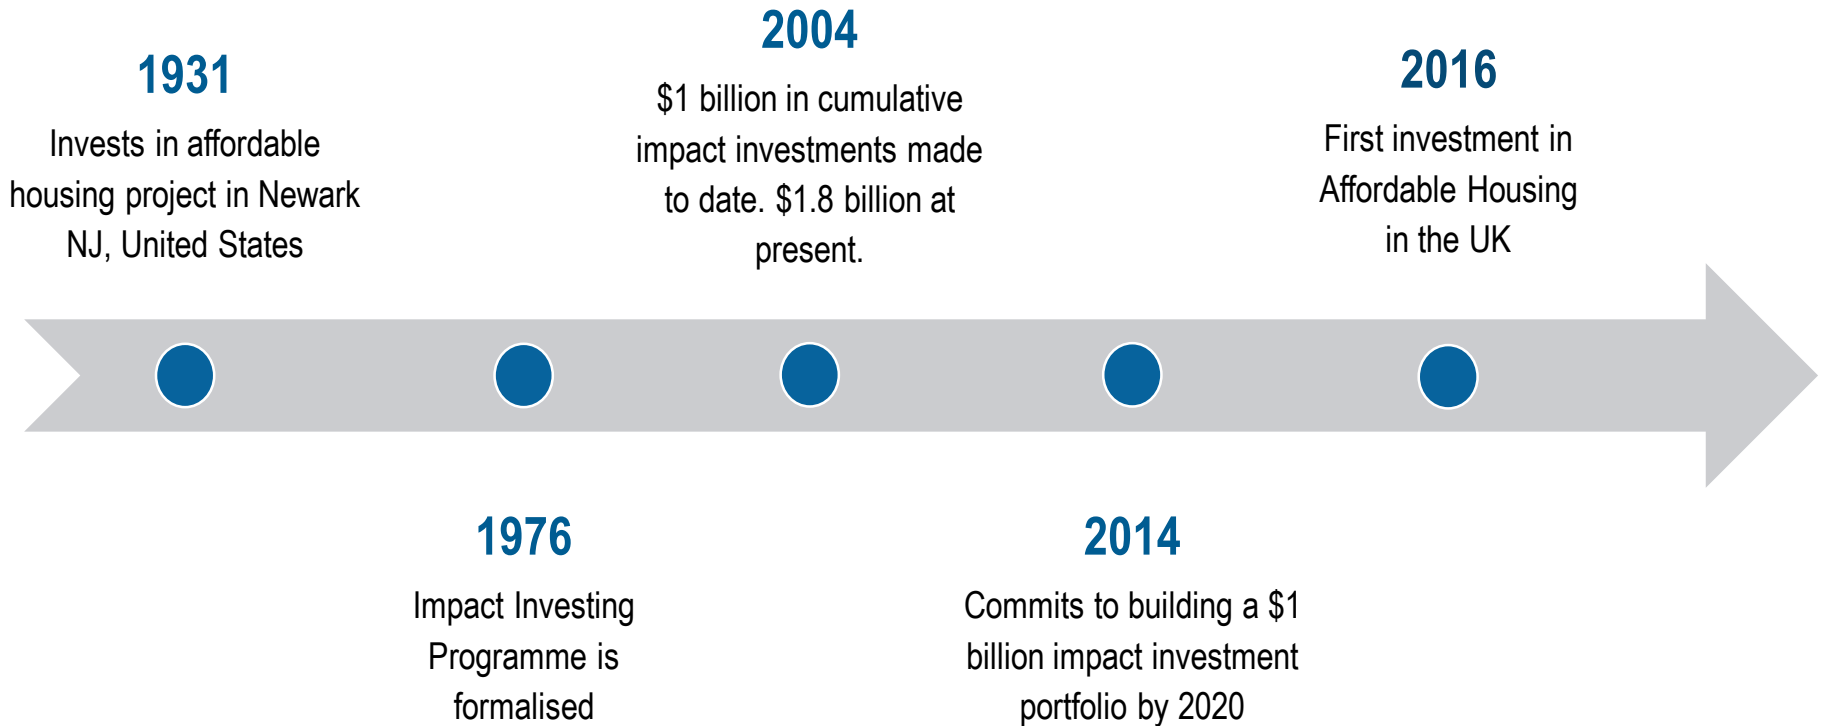 1931
Invests in affordable
housing project in Newark
NJ, United States
2004
$1 billion in cumulative
impact investments made
to date. $1.8 billion at
present.
2016
First investment in
Affordable Housing
in the UK
1976
Impact Investing
Programme is
formalised
2014
Commits to building a $1
billion impact investment
portfolio by 2020